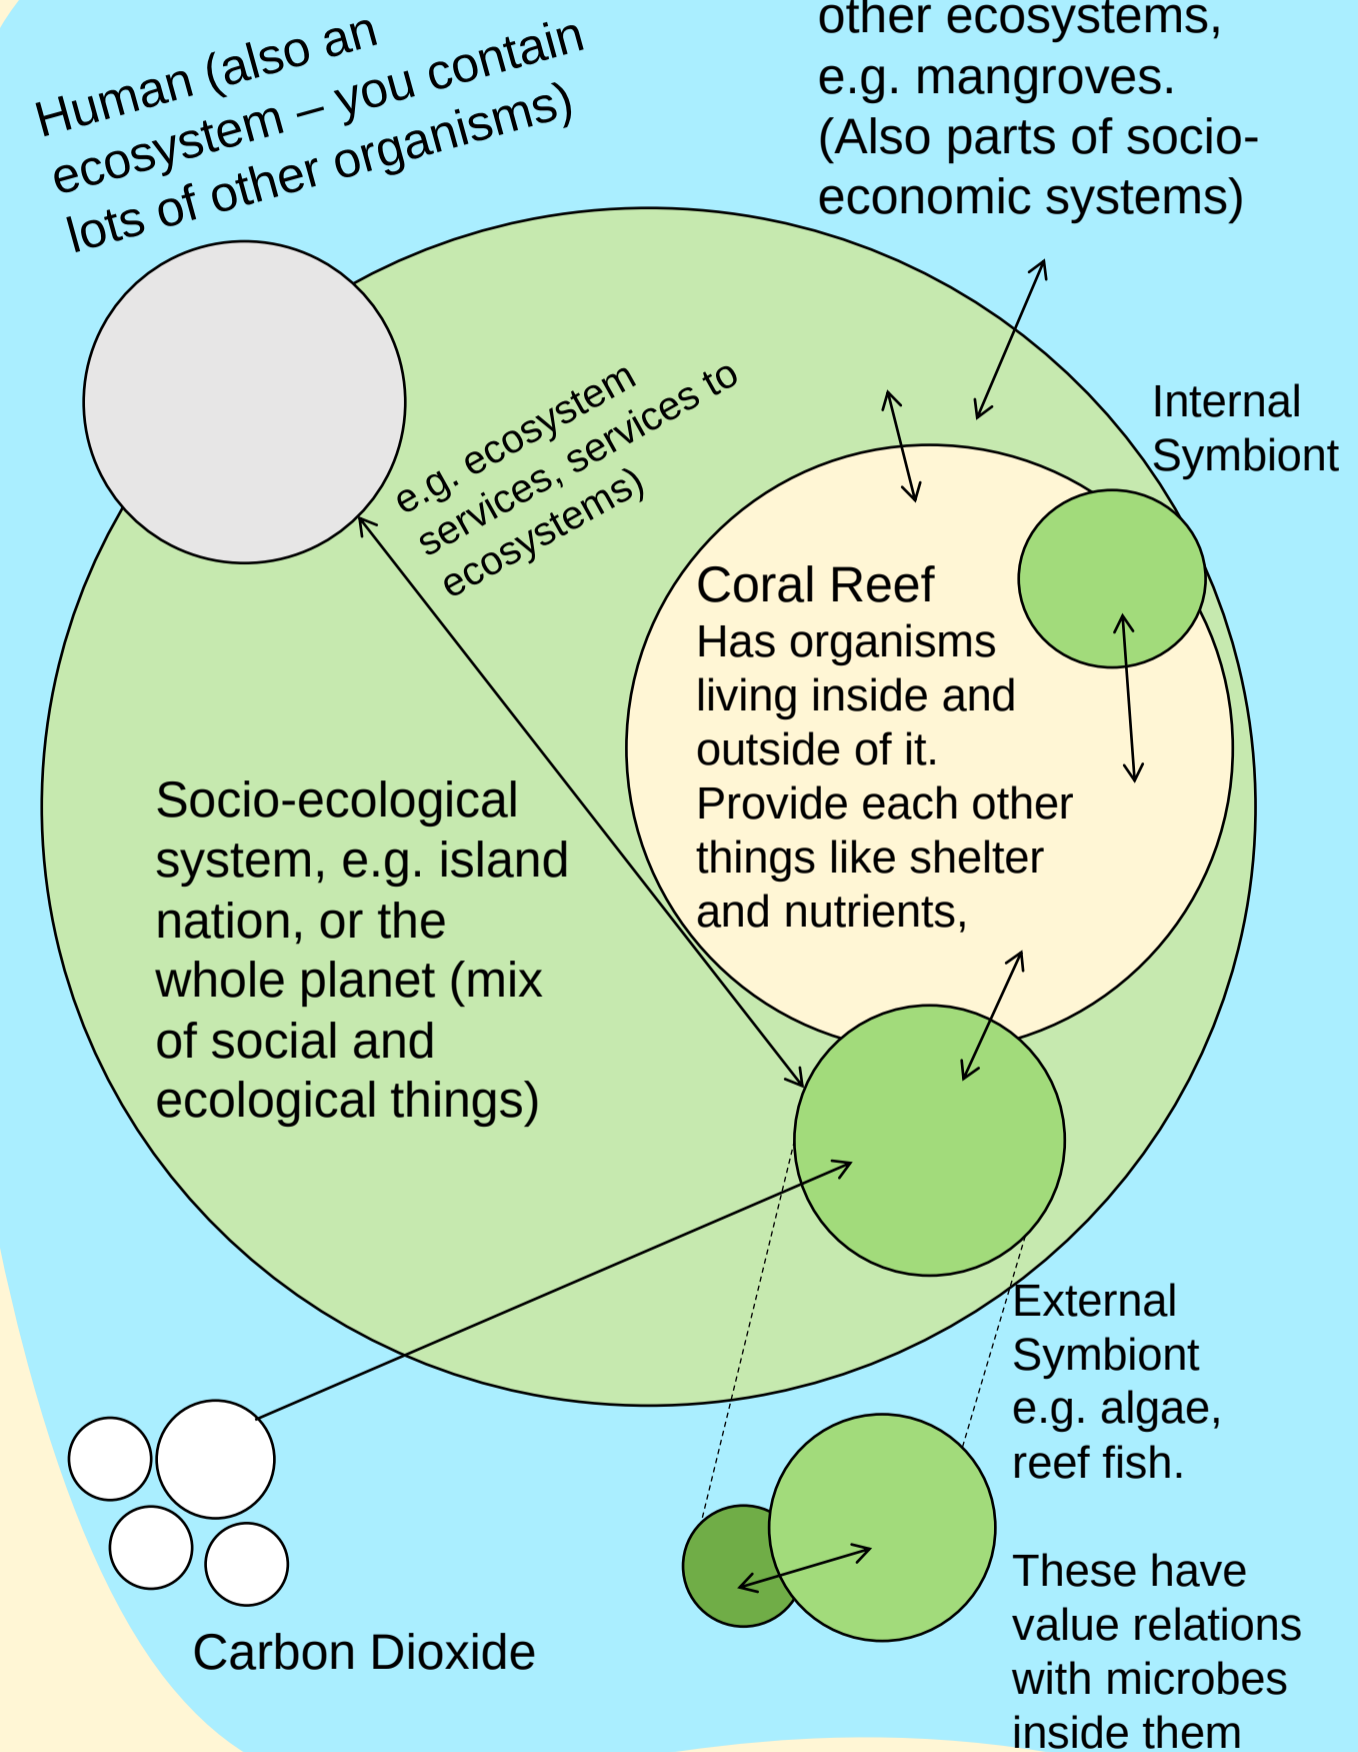 Human (also an
ecosystem – you contain
lots of other organisms)
other ecosystems,
e.g. mangroves.
(Also parts of socio-
economic systems)
e.g. ecosystem
services, services to
ecosystems)
Internal
Symbiont
Coral Reef
Has organisms
living inside and
outside of it.
Provide each other
things like shelter
and nutrients,
Socio-ecological
system, e.g. island
nation, or the
whole planet (mix
of social and
ecological things)
External
Symbiont
e.g. algae,
reef fish.
These have
value relations
with microbes
inside them
Carbon Dioxide